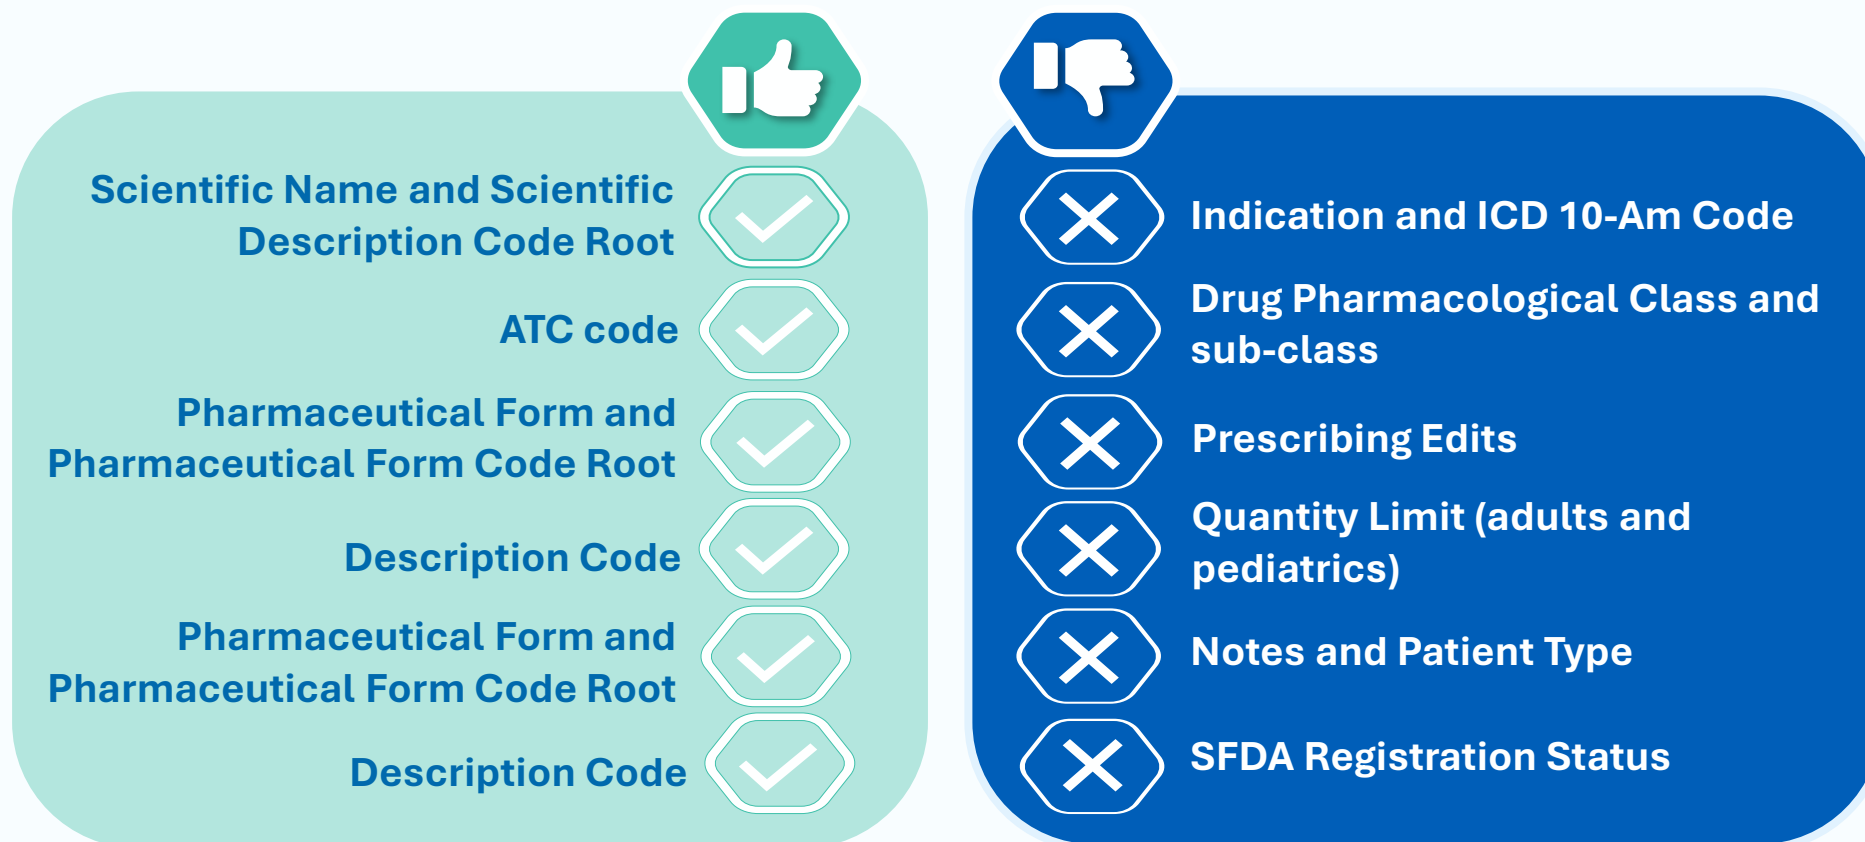 Scientific Name and Scientific
Description Code Root
ATC code
Pharmaceutical Form and
Pharmaceutical Form Code Root
Description Code
Pharmaceutical Form and
Pharmaceutical Form Code Root
Description Code
Indication and ICD 10-Am Code
Drug Pharmacological Class and
sub-class
Prescribing Edits
Quantity Limit (adults and
pediatrics)
Notes and Patient Type
SFDA Registration Status